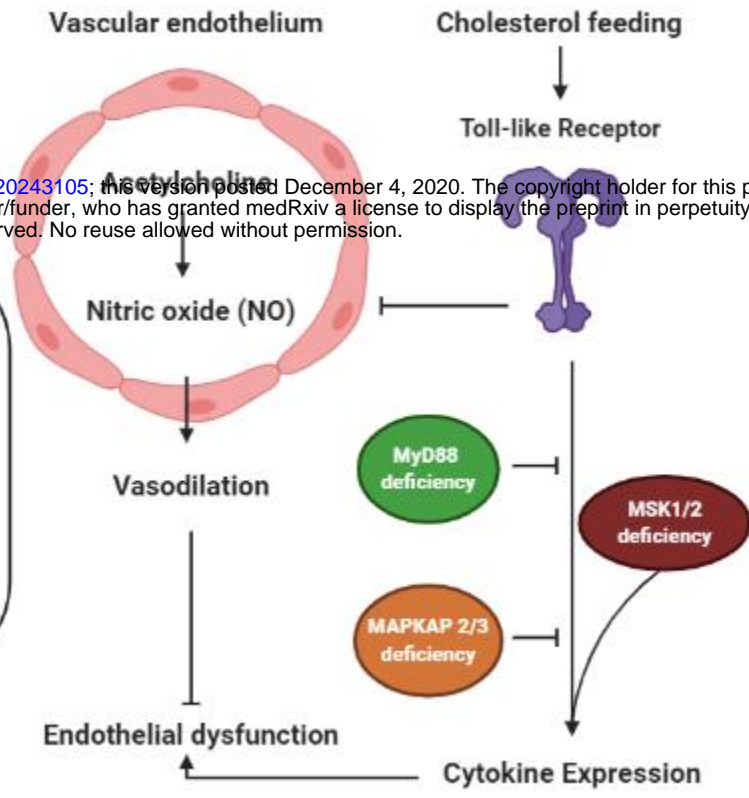 Vascular endothelium
Cholesterol feeding
Toll-like Receptor
Acetylcholine
20243105; this version posted December 4, 2020. The copyright holder for this p
r/funder, who has granted medRxiv a license to display the preprint in perpetuity
rved. No reuse allowed without permission.
Nitric oxide (NO)
MyD88
deficiency
Vasodilation
MSK1/2
deficiency
MAPKAP 2/3
deficiency
Endothelial dysfunction
Cytokine Expression